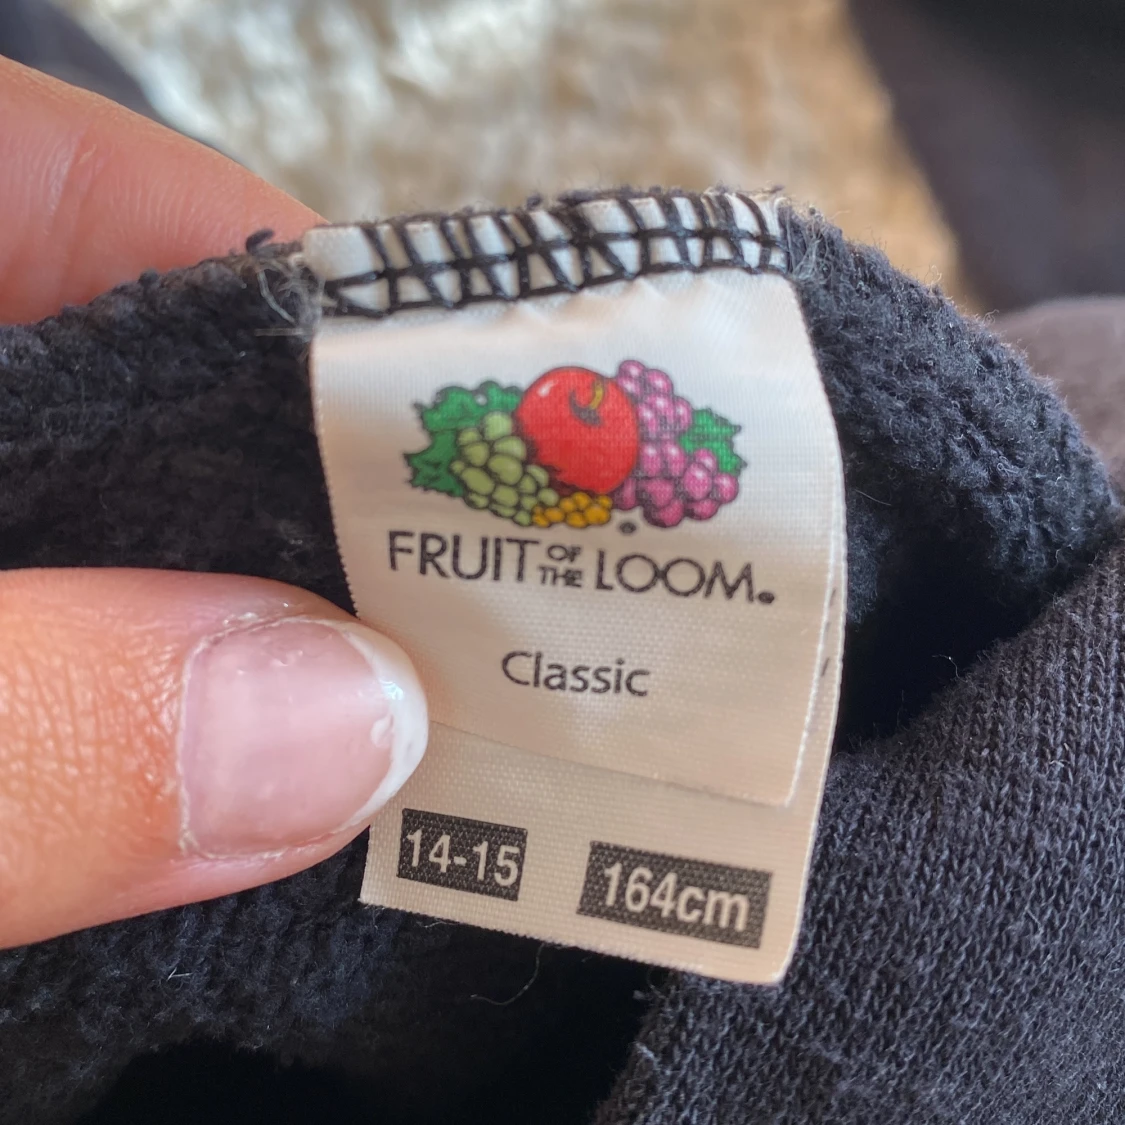 FRUIT OF THE LOOM.
Classic
14-15 164cm